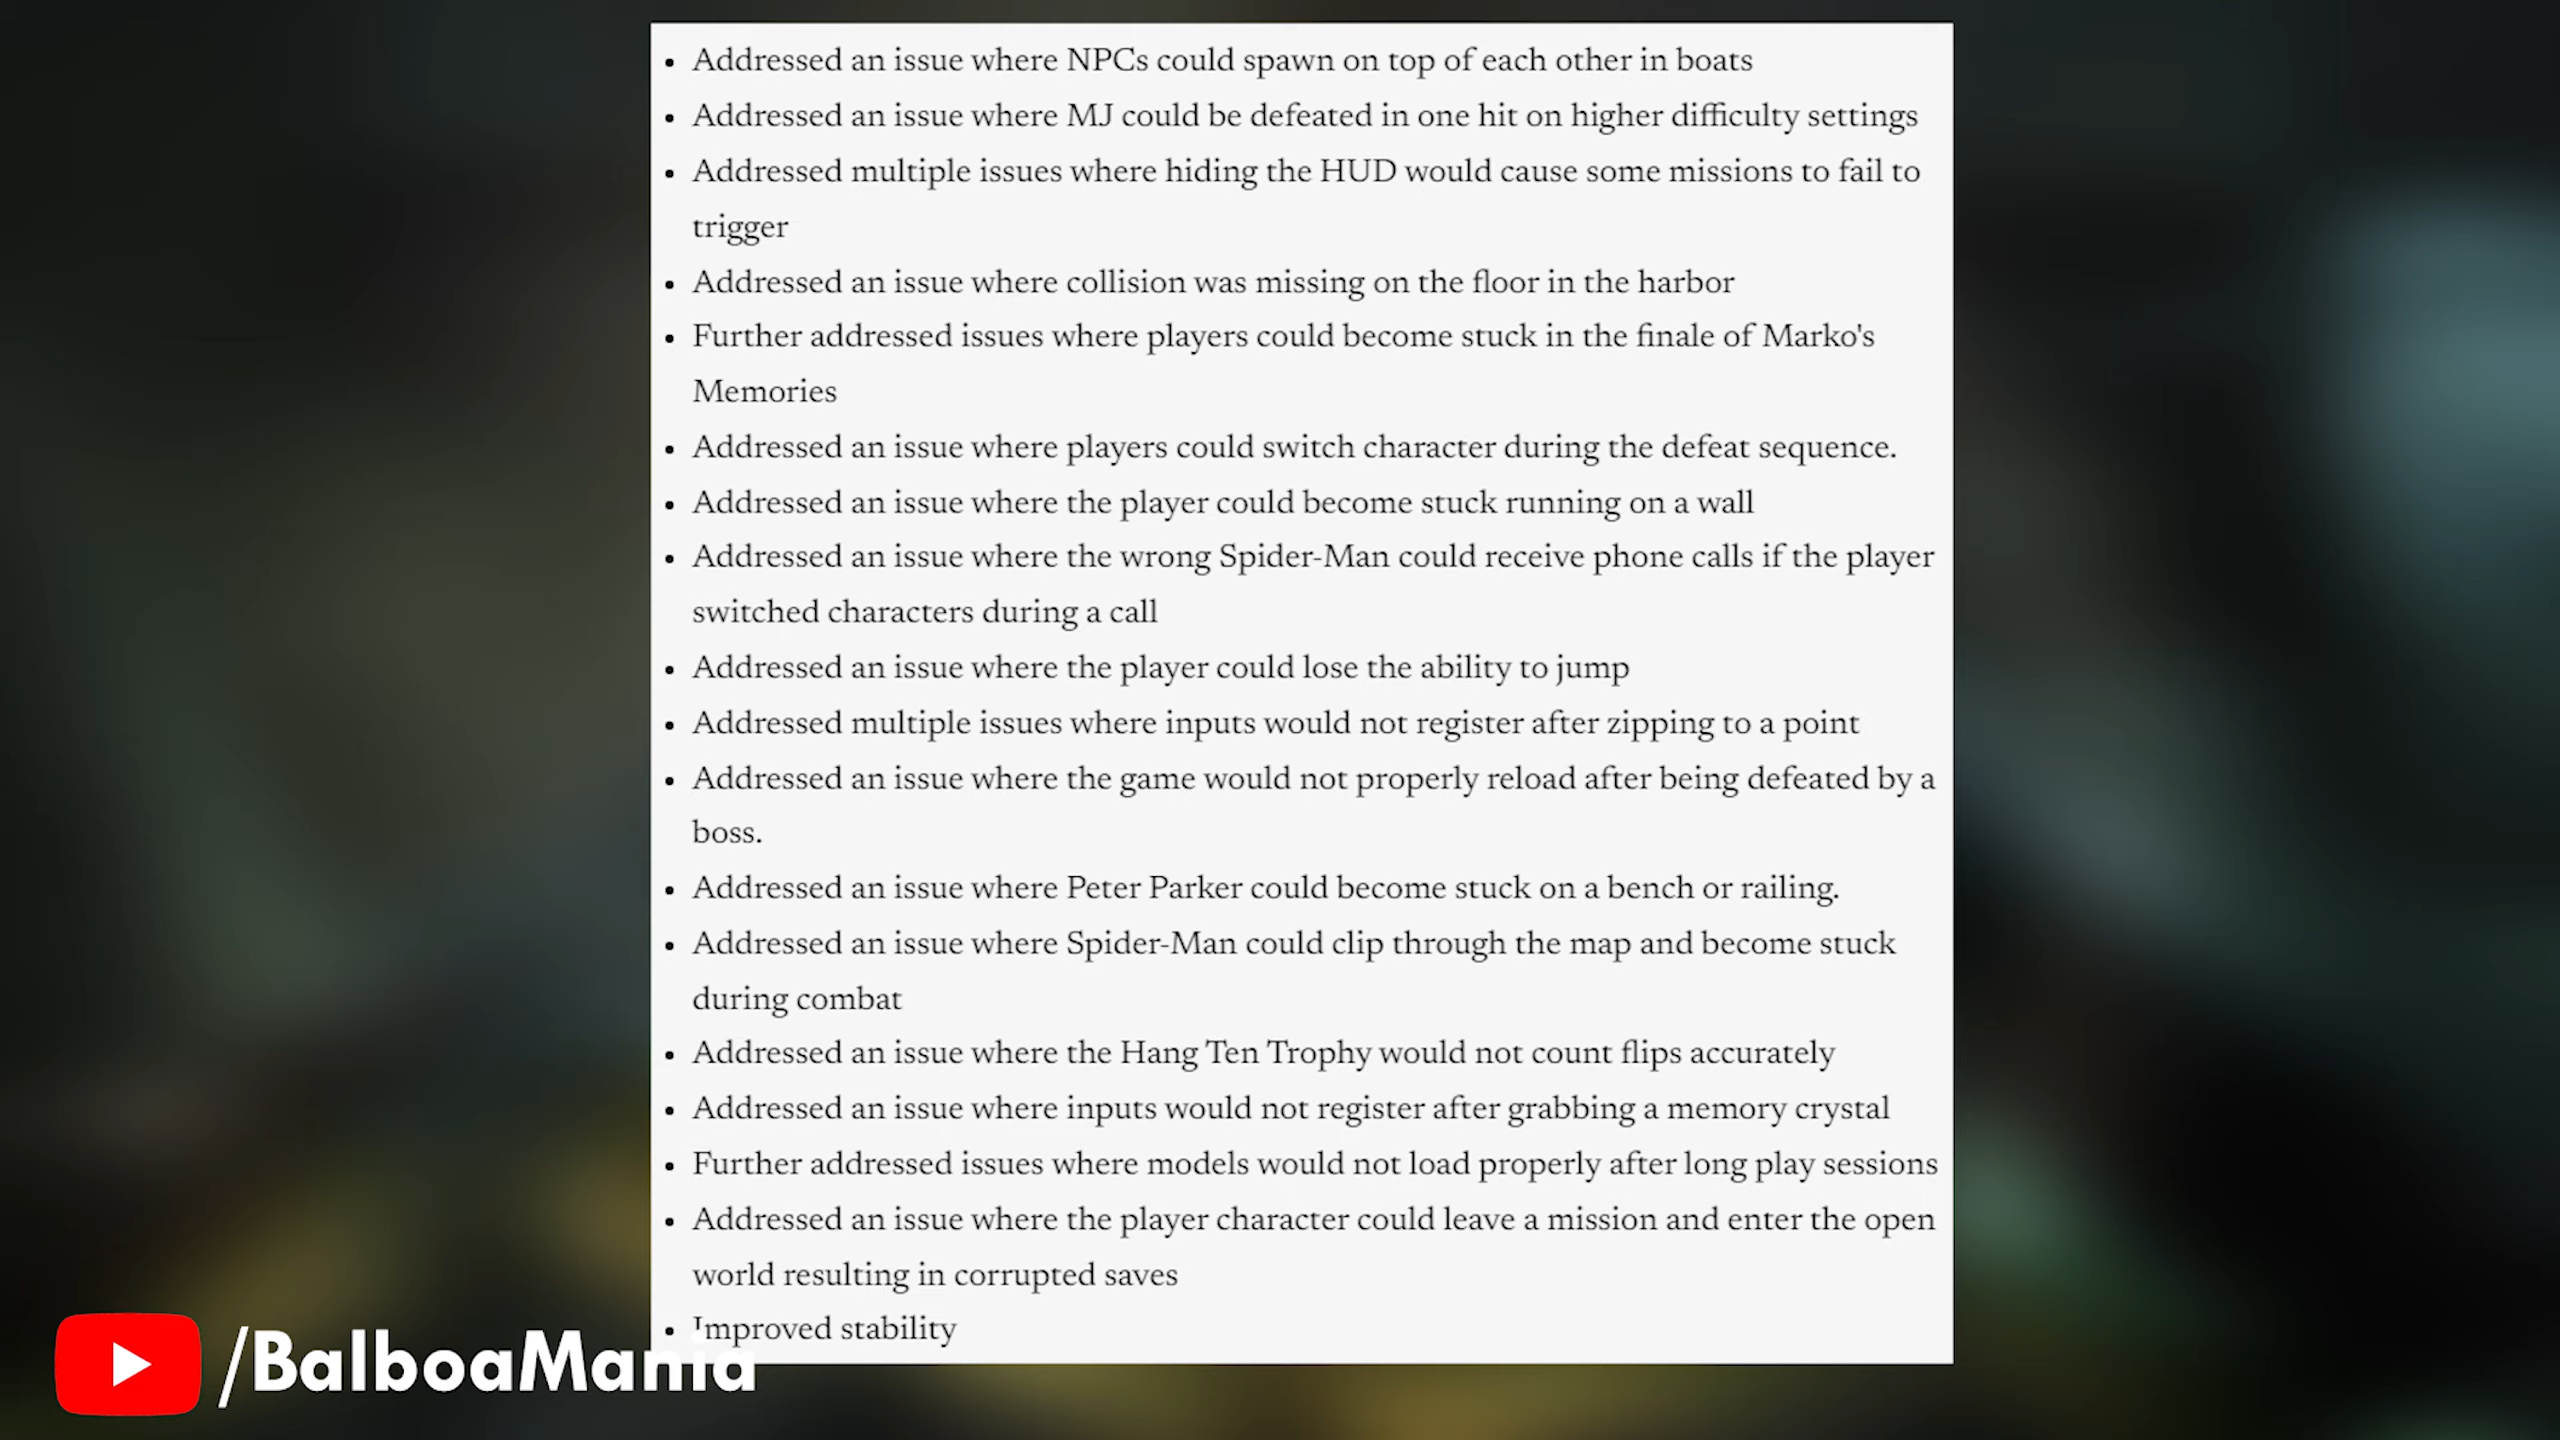 • Addressed an issue where NPCs could spawn on top of each other in boats
• Addressed an issue where MJ could be defeated in one hit on higher difficulty settings
• Addressed multiple issues where hiding the HUD would cause some missions to fail to
trigger
• Addressed an issue where collision was missing on the floor in the harbor
• Further addressed issues where players could become stuck in the finale of Marko's
Memories
• Addressed an issue where players could switch character during the defeat sequence.
• Addressed an issue where the player could become stuck running on a wall
• Addressed an issue where the wrong Spider-Man could receive phone calls if the player
switched characters during a call
• Addressed an issue where the player could lose the ability to jump
• Addressed multiple issues where inputs would not register after zipping to a point
• Addressed an issue where the game would not properly reload after being defeated by a
boss.
• Addressed an issue where Peter Parker could become stuck on a bench or railing.
• Addressed an issue where Spider-Man could clip through the map and become stuck
during combat
• Addressed an issue where the Hang Ten Trophy would not count flips accurately
• Addressed an issue where inputs would not register after grabbing a memory crystal
• Further addressed issues where models would not load properly after long play sessions
• Addressed an issue where the player character could leave a mission and enter the open
world resulting in corrupted saves
• Improved stability
/BalboaMania